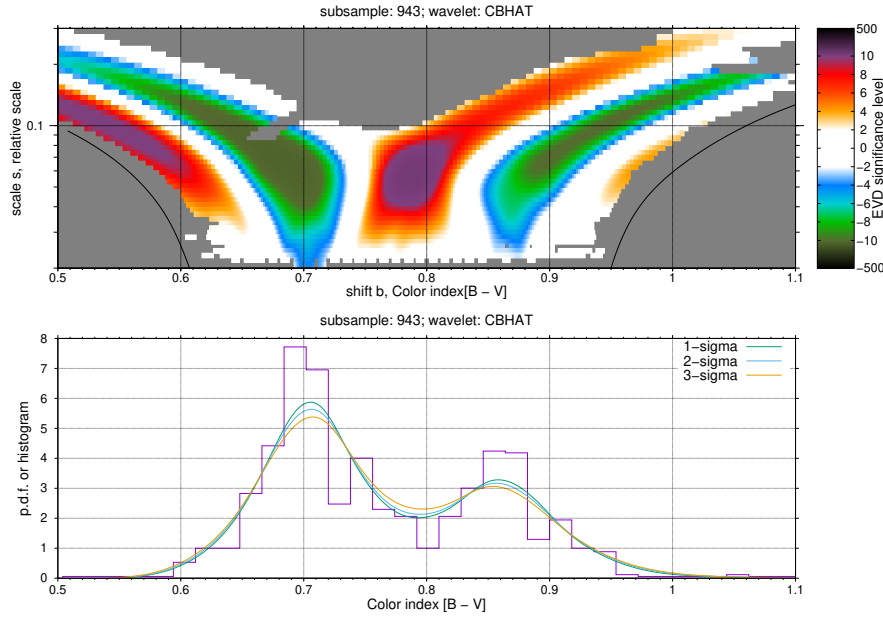 subsample: 943; wavelet: CBHAT
scale s, relative scale
0.1
0.5 0.6 0.7 0.8 0.9 1 1.1
shift b, Color index[B − V]
500
10
8
6
4
2
0
−2
−4
−6
−8
−10
−500
EVD significance level
subsample: 943; wavelet: CBHAT
p.d.f. or histogram
8
7
6
5
4
3
2
1
0
1−sigma
2−sigma
3−sigma
0.5 0.6 0.7 0.8 0.9 1 1.1
Color index [B − V]